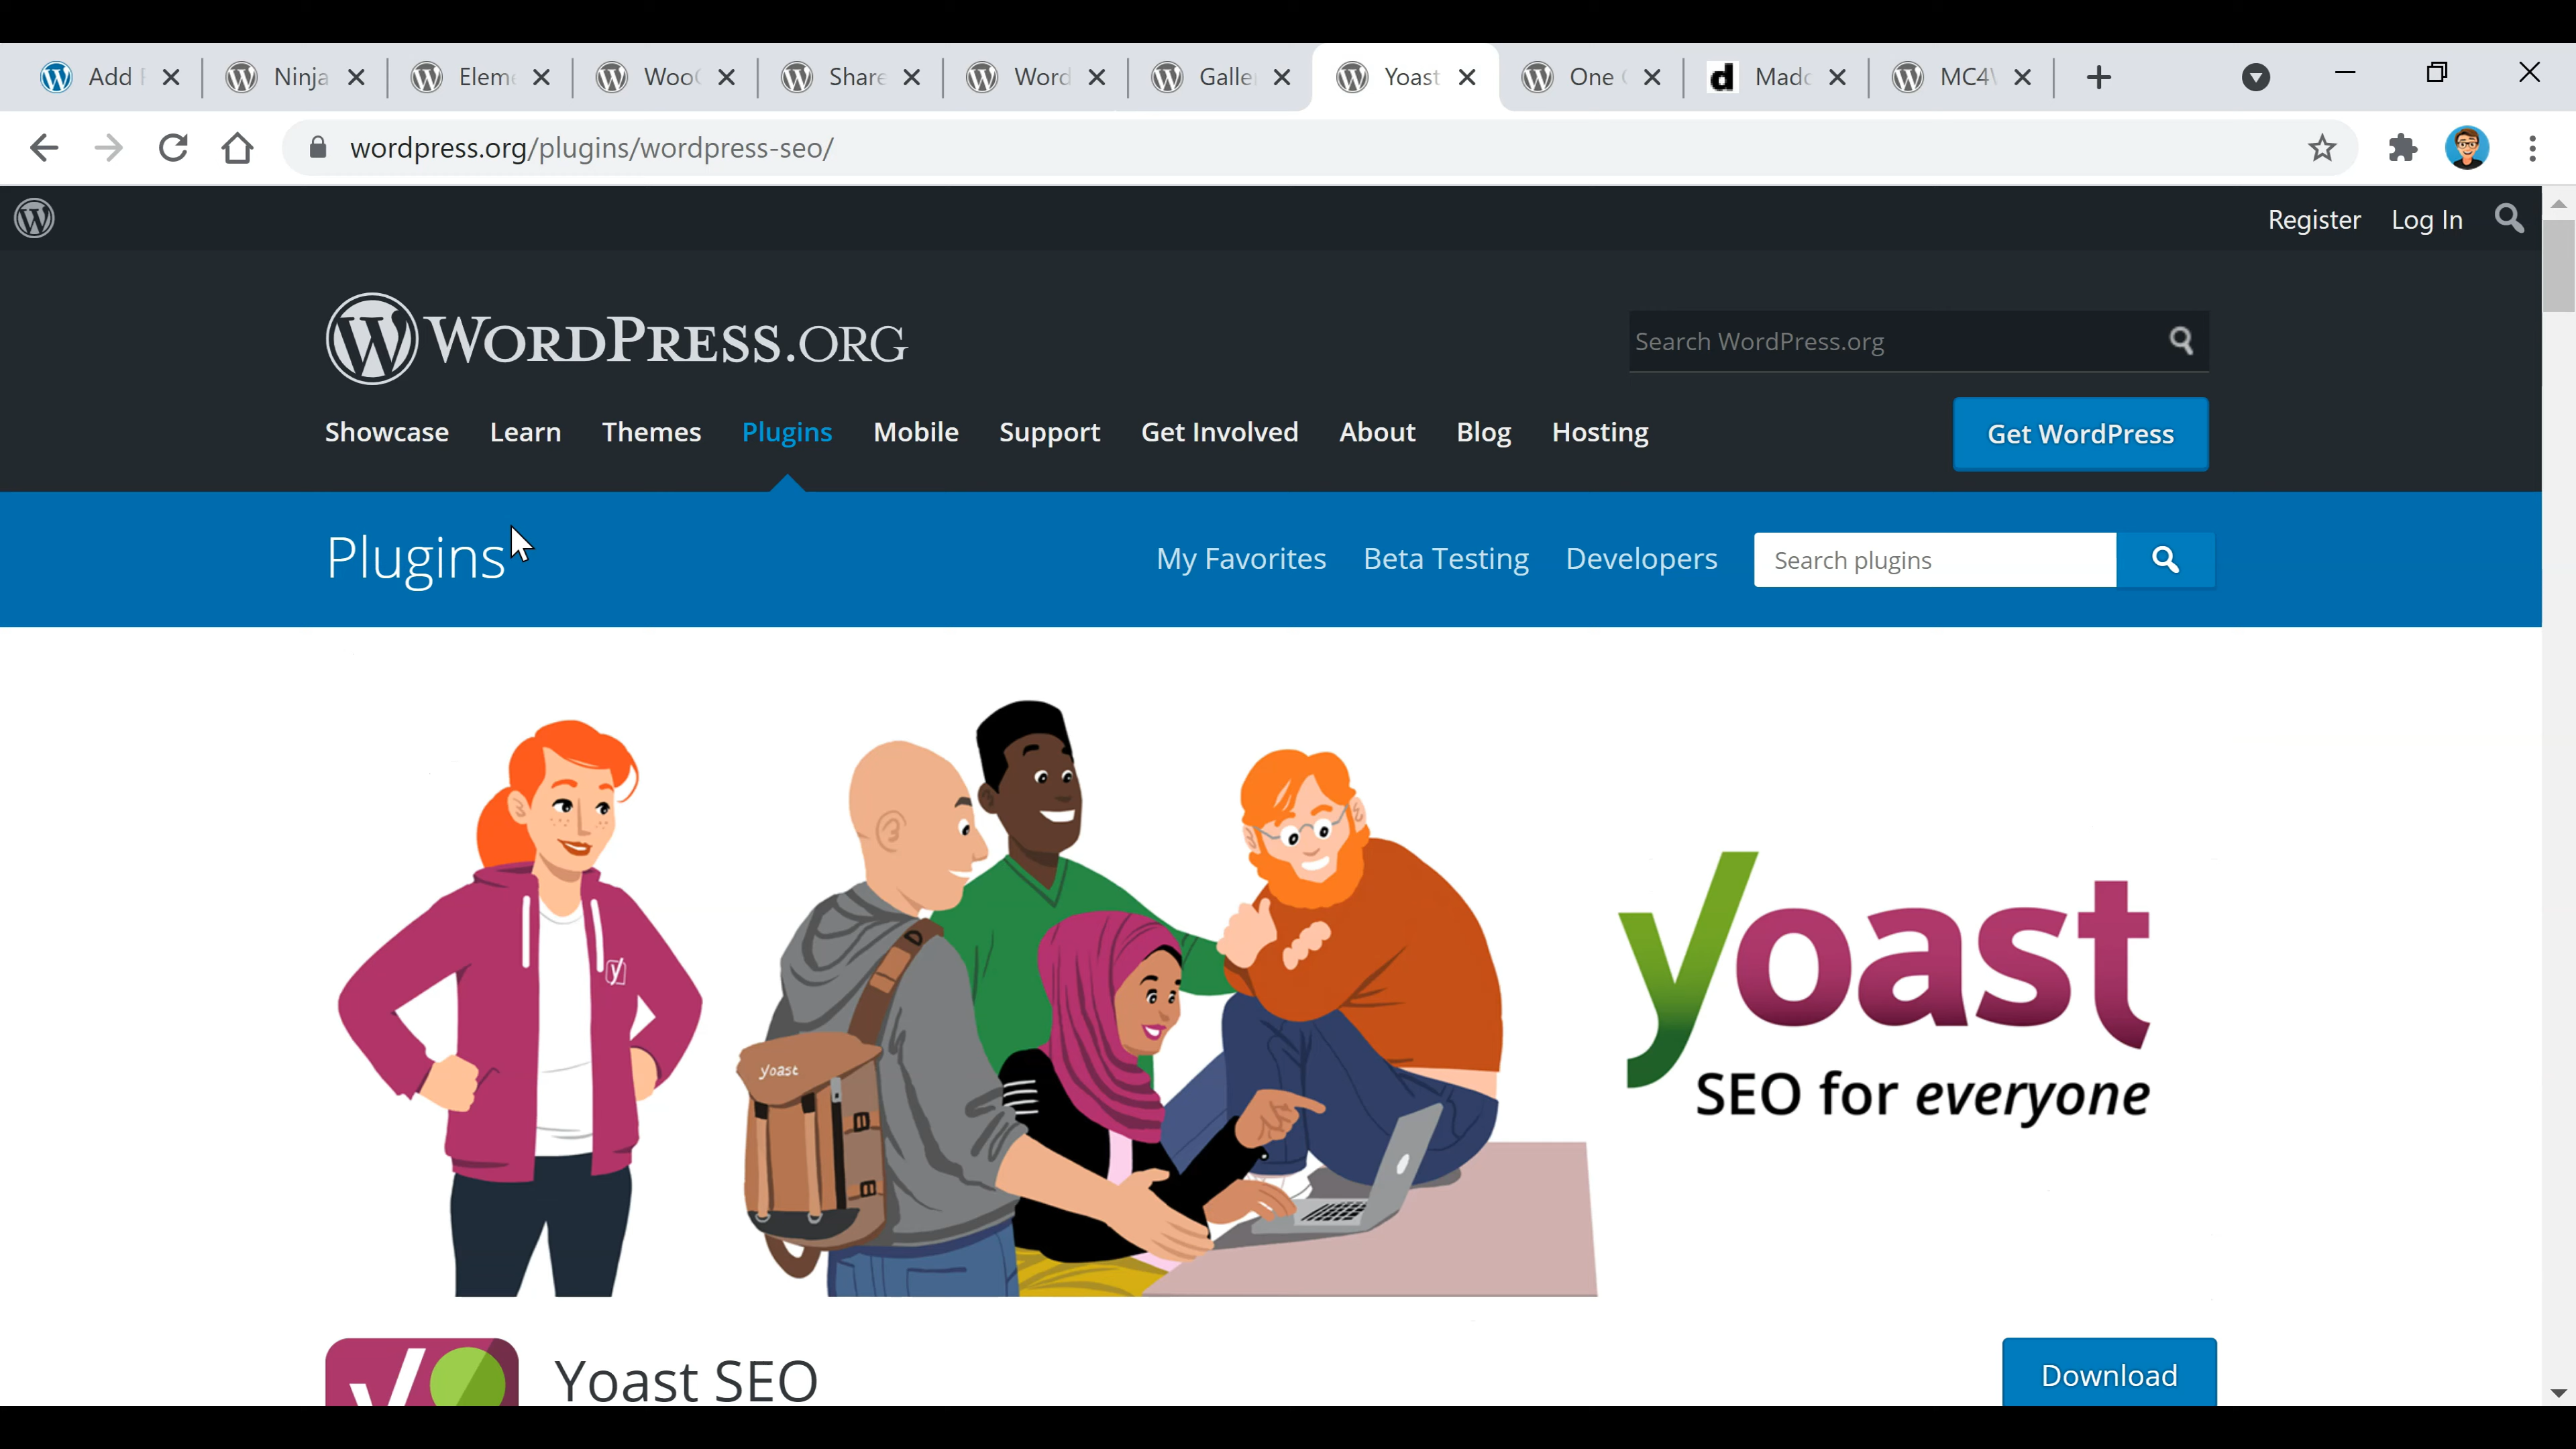 Add Ninja Elem Woo Share Word Galle Yoast One Mad MC4
wordpress.org/plugins/wordpress-seo/
Register Log In
WORDPRESS.ORG
Search WordPress.org
Showcase Learn Themes Plugins Mobile Support Get Involved About Blog Hosting
Get WordPress
Plugins
My Favorites Beta Testing Developers
Search plugins
yoast
SEO for everyone
yoast
Yoast SEO
Download